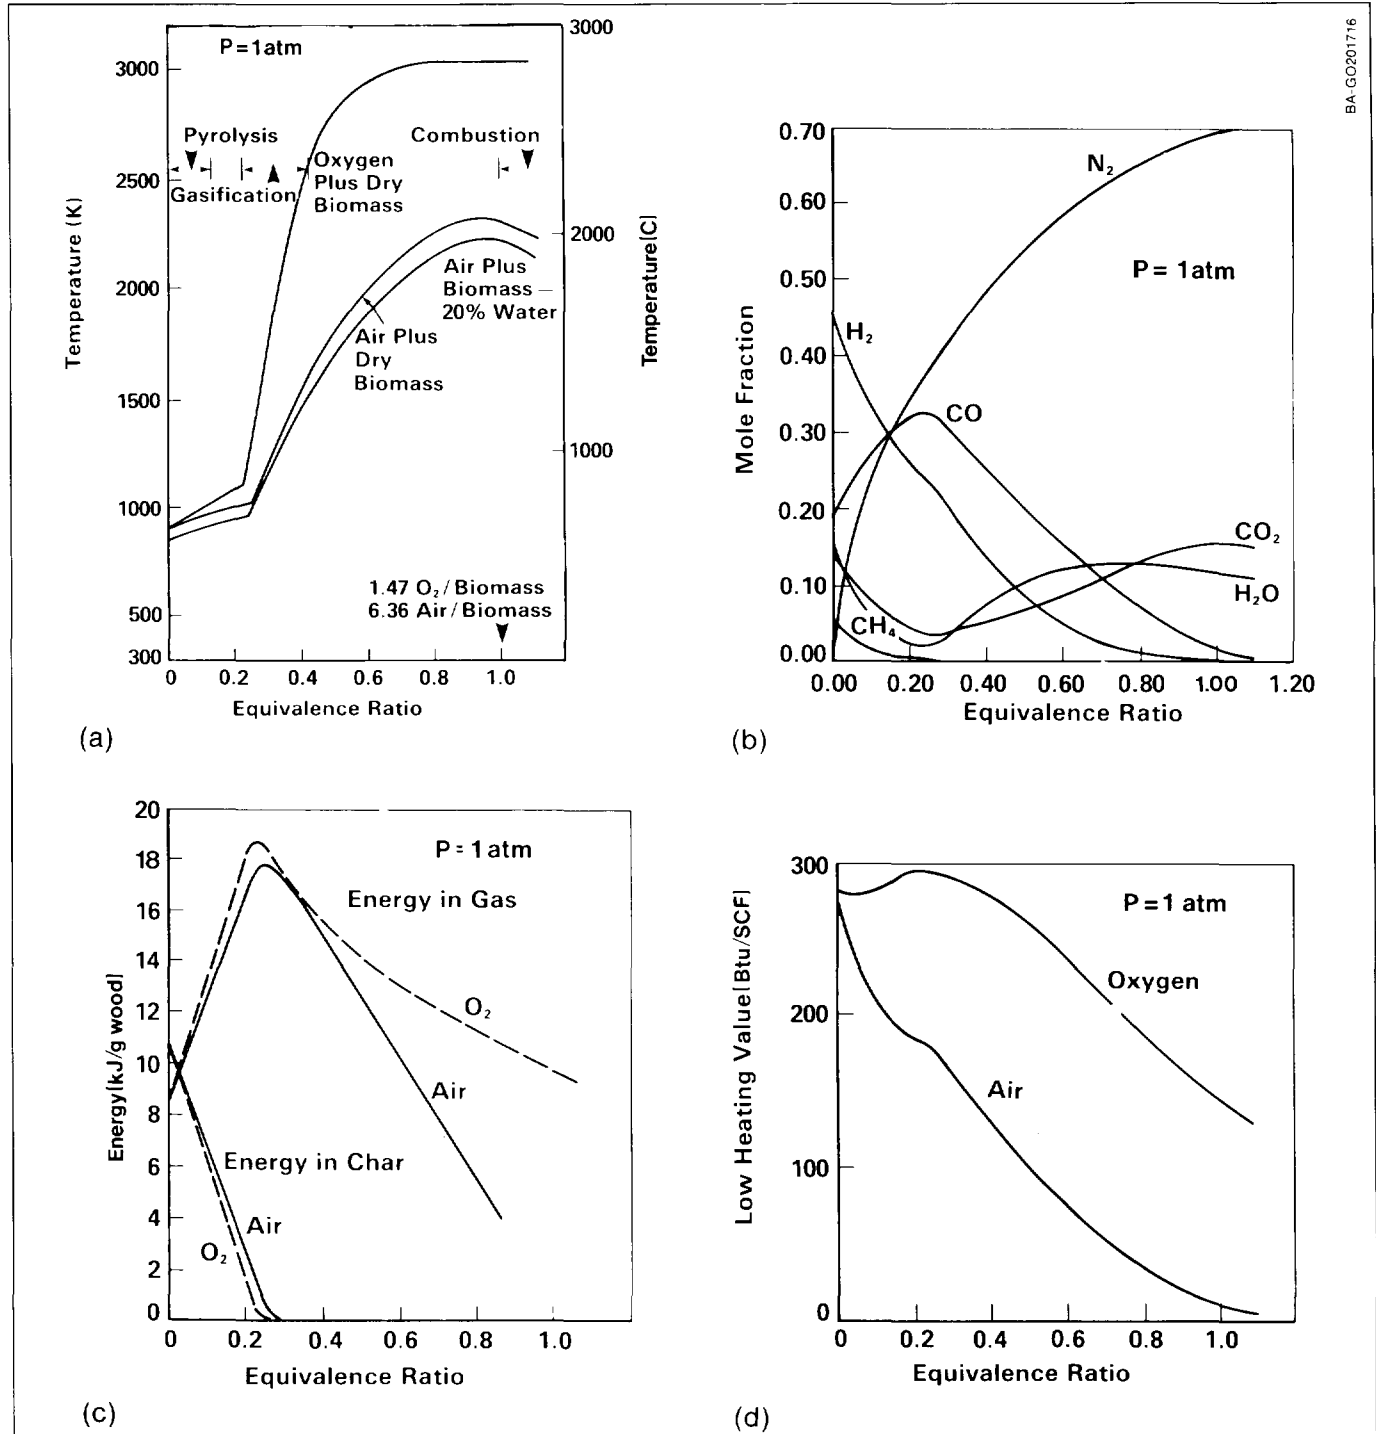 BA-GO201716
P=1atm
3000
2500
2000
1500
1000
500
300
Temperature (K)
3000
2000
1000
Temperature(C)
Pyrolysis
Gasification
Combustion
Oxygen
Plus Dry
Biomass
Air Plus
Biomass –
20% Water
Air Plus
Dry
Biomass
1.47 O₂/Biomass
6.36 Air/Biomass
0 0.2 0.4 0.6 0.8 1.0
Equivalence Ratio
(a)
0.70
0.60
0.50
0.40
0.30
0.20
0.10
0.00
Mole Fraction
N₂
P= 1atm
H₂
CO
CO₂
H₂O
CH₄
0.00 0.20 0.40 0.60 0.80 1.00 1.20
Equivalence Ratio
(b)
20
18
16
14
12
10
8
6
4
2
0
Energy[kJ/g wood]
P=1atm
Energy in Gas
O₂
Air
Energy in Char
Air
O₂
0 0.2 0.4 0.6 0.8 1.0
Equivalence Ratio
(c)
300
200
100
0
Low Heating Value[Btu/SCF]
P=1 atm
Oxygen
Air
0 0.2 0.4 0.6 0.8 1.0
Equivalence Ratio
(d)